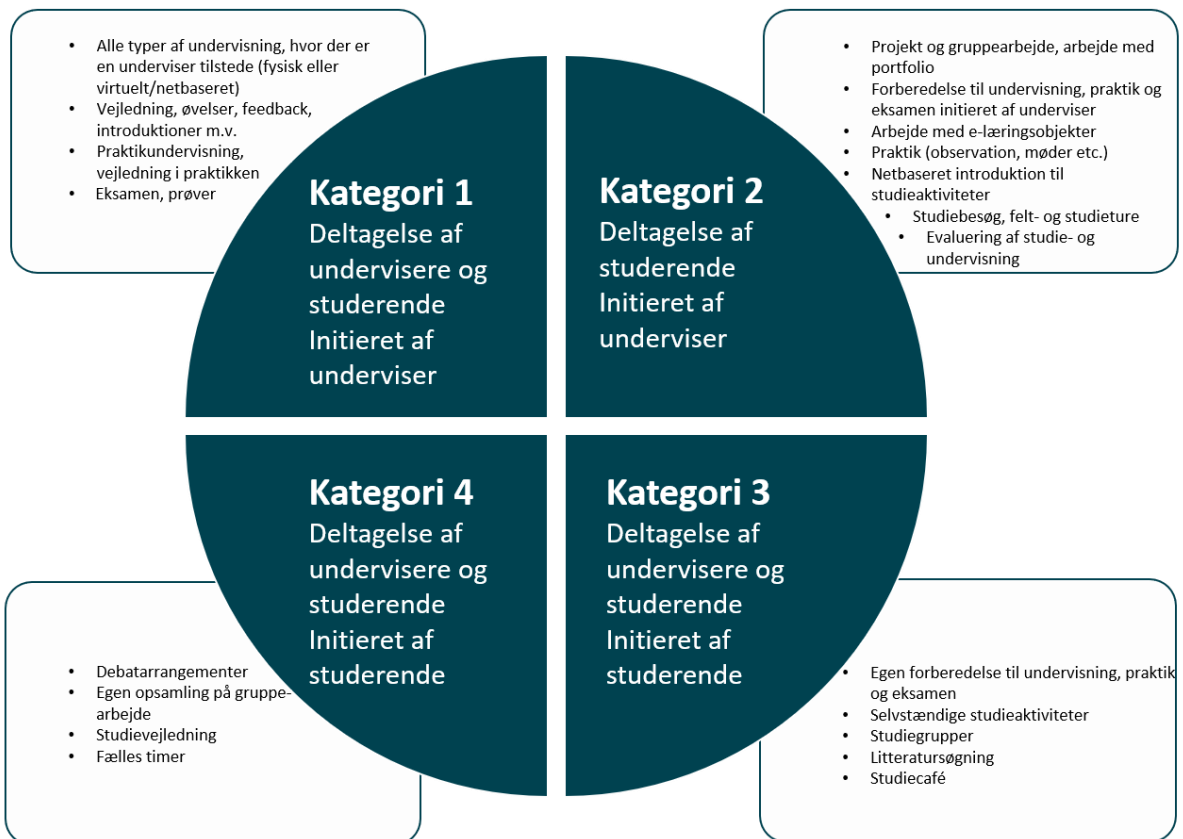 • Alle typer af undervisning, hvor der er
en underviser tilstede (fysisk eller
virtuelt/netbaseret)
• Vejledning, øvelser, feedback,
introduktioner m.v.
• Praktikundervisning,
vejledning i praktikken
• Eksamen, prøver
Kategori 1
Deltagelse af
undervisere og
studerende
Initieret af
underviser
• Projekt og gruppearbejde, arbejde med
portfolio
• Forberedelse til undervisning, praktik og
eksamen initieret af underviser
• Arbejde med e-læringsobjekter
• Praktik (observation, møder etc.)
• Netbaseret introduktion til
studieaktiviteter
• Studiebesøg, felt- og studieture
• Evaluering af studie- og
undervisning
Kategori 2
Deltagelse af
studerende
Initieret af
underviser
Kategori 4
Deltagelse af
undervisere og
studerende
Initieret af
studerende
• Debatarrangementer
• Egen opsamling på gruppe-
arbejde
• Studievejledning
• Fælles timer
Kategori 3
Deltagelse af
undervisere og
studerende
Initieret af
studerende
• Egen forberedelse til undervisning, praktik
og eksamen
• Selvstændige studieaktiviteter
• Studiegrupper
• Litteratursøgning
• Studiecafé